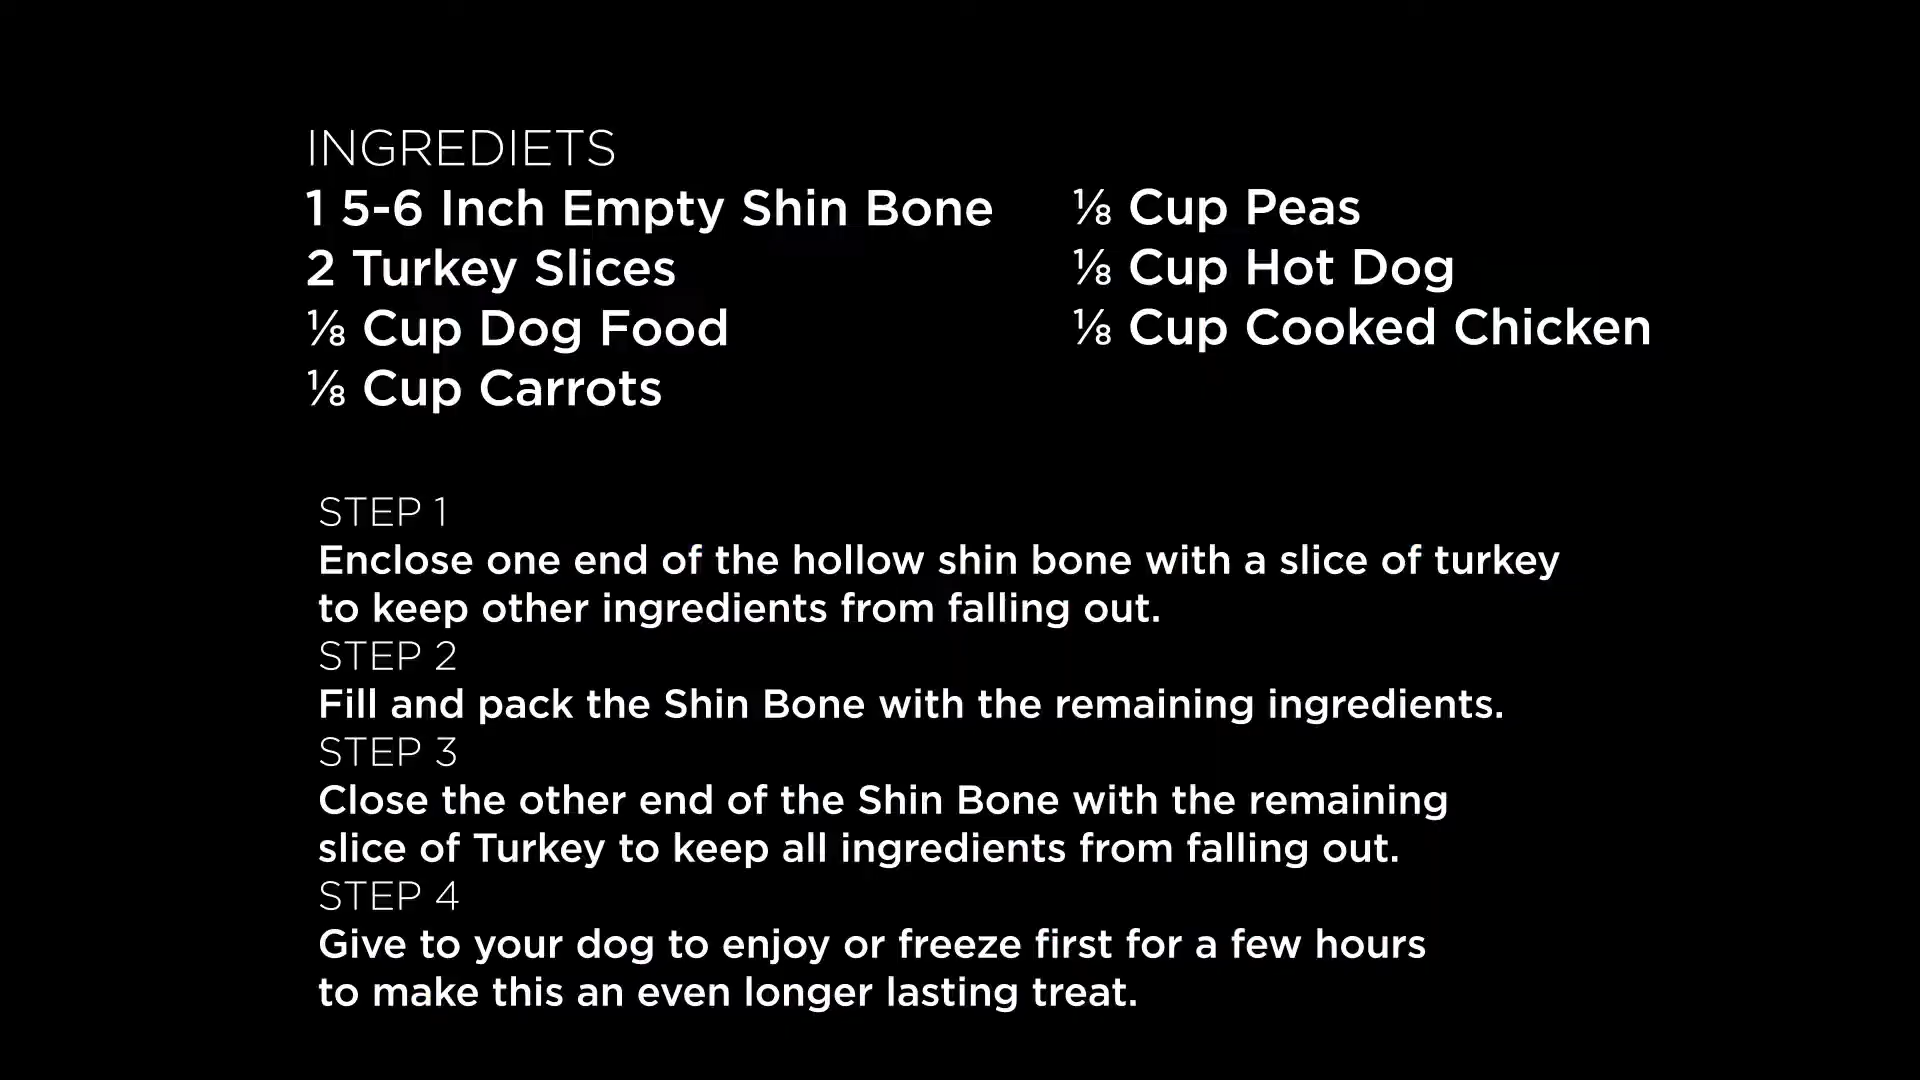 INGREDIETS
1 5-6 Inch Empty Shin Bone
2 Turkey Slices
⅛ Cup Dog Food
⅛ Cup Carrots
⅛ Cup Peas
⅛ Cup Hot Dog
⅛ Cup Cooked Chicken
STEP 1
Enclose one end of the hollow shin bone with a slice of turkey
to keep other ingredients from falling out.
STEP 2
Fill and pack the Shin Bone with the remaining ingredients.
STEP 3
Close the other end of the Shin Bone with the remaining
slice of Turkey to keep all ingredients from falling out.
STEP 4
Give to your dog to enjoy or freeze first for a few hours
to make this an even longer lasting treat.